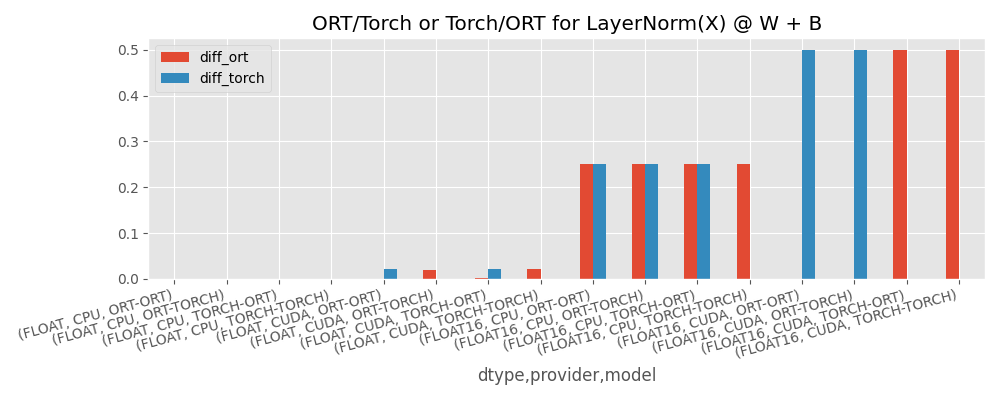 ORT/Torch or Torch/ORT for LayerNorm(X) @ W + B
diff_ort
diff_torch
0.5
0.4
0.3
0.2
0.1
0.0
(FLOAT, CPU, ORT-ORT)
(FLOAT, CPU, ORT-TORCH)
(FLOAT, CPU, TORCH-ORT)
(FLOAT, CPU, TORCH-TORCH)
(FLOAT, CUDA, ORT-ORT)
(FLOAT, CUDA, ORT-TORCH)
(FLOAT, CUDA, TORCH-ORT)
(FLOAT, CUDA, TORCH-TORCH)
(FLOAT16, CPU, ORT-ORT)
(FLOAT16, CPU, ORT-TORCH)
(FLOAT16, CPU, TORCH-ORT)
(FLOAT16, CPU, TORCH-TORCH)
(FLOAT16, CUDA, ORT-ORT)
(FLOAT16, CUDA, ORT-TORCH)
(FLOAT16, CUDA, TORCH-ORT)
(FLOAT16, CUDA, TORCH-TORCH)
dtype,provider,model